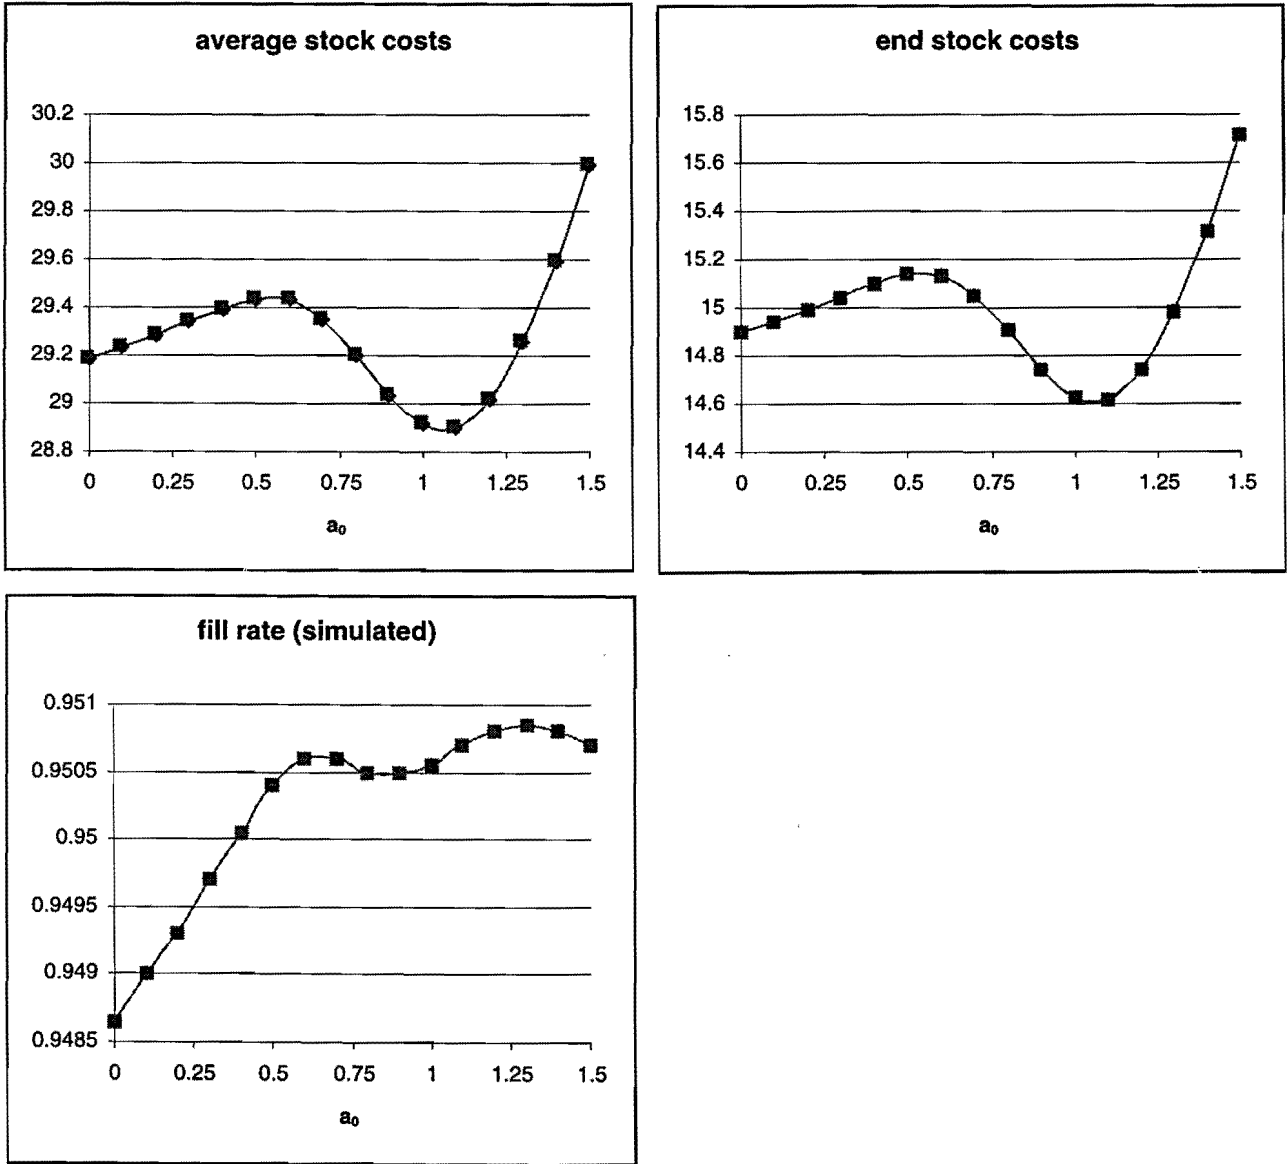 average stock costs
30.2
30
29.8
29.6
29.4
29.2
29
28.8
0 0.25 0.5 0.75 1 1.25 1.5
a₀
end stock costs
15.8
15.6
15.4
15.2
15
14.8
14.6
14.4
0 0.25 0.5 0.75 1 1.25 1.5
a₀
fill rate (simulated)
0.951
0.9505
0.95
0.9495
0.949
0.9485
0 0.25 0.5 0.75 1 1.25 1.5
a₀